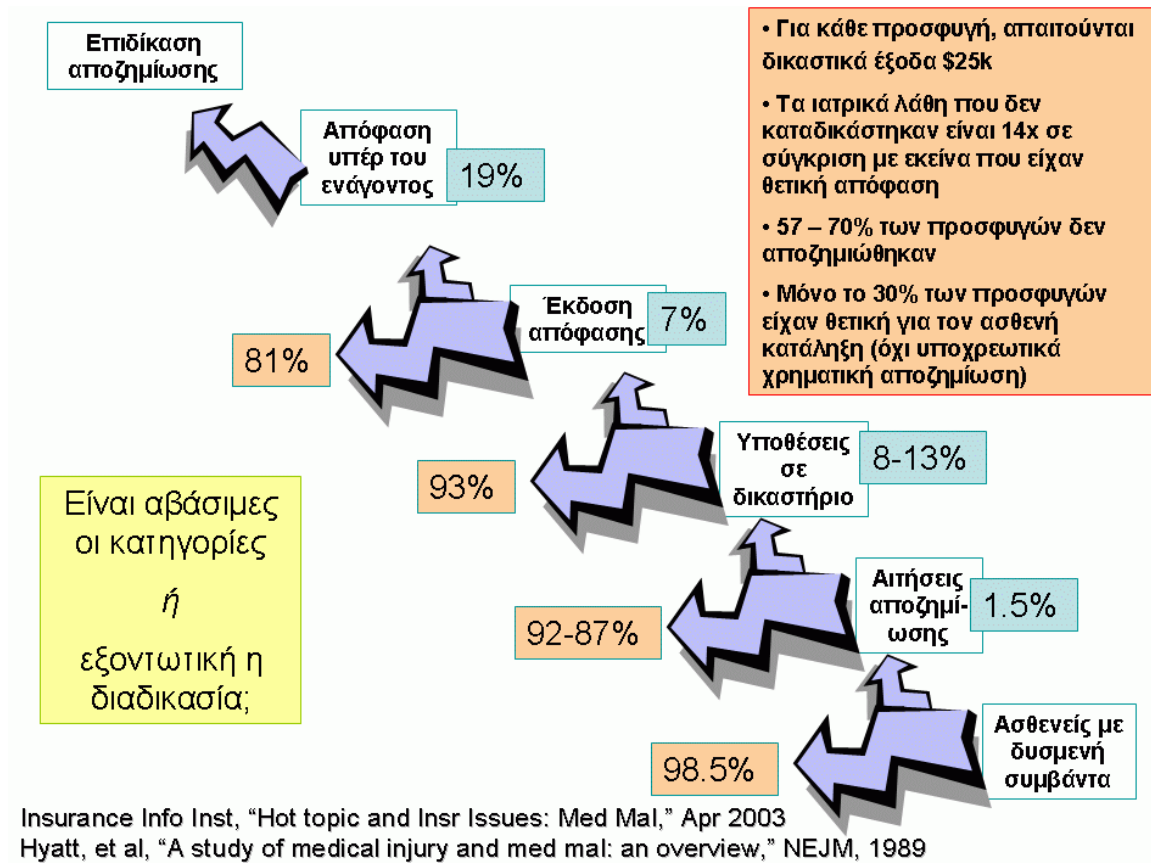 Επιδίκαση
αποζημίωσης
Απόφαση
υπέρ του
ενάγοντος
19%
Έκδοση
απόφασης
7%
81%
Υποθέσεις
σε
δικαστήριο
8-13%
93%
Αιτήσεις
αποζημί-
ωσης
1.5%
92-87%
Ασθενείς με
δυσμενή
συμβάντα
98.5%
• Για κάθε προσφυγή, απαιτούνται
δικαστικά έξοδα $25k
• Τα ιατρικά λάθη που δεν
καταδικάστηκαν είναι 14x σε
σύγκριση με εκείνα που είχαν
θετική απόφαση
• 57 – 70% των προσφυγών δεν
αποζημιώθηκαν
• Μόνο το 30% των προσφυγών
είχαν θετική για τον ασθενή
κατάληξη (όχι υποχρεωτικά
χρηματική αποζημίωση)
Είναι αβάσιμες
οι κατηγορίες
ή
εξοντωτική η
διαδικασία;
Insurance Info Inst, “Hot topic and Insr Issues: Med Mal,” Apr 2003
Hyatt, et al, “A study of medical injury and med mal: an overview,” NEJM, 1989